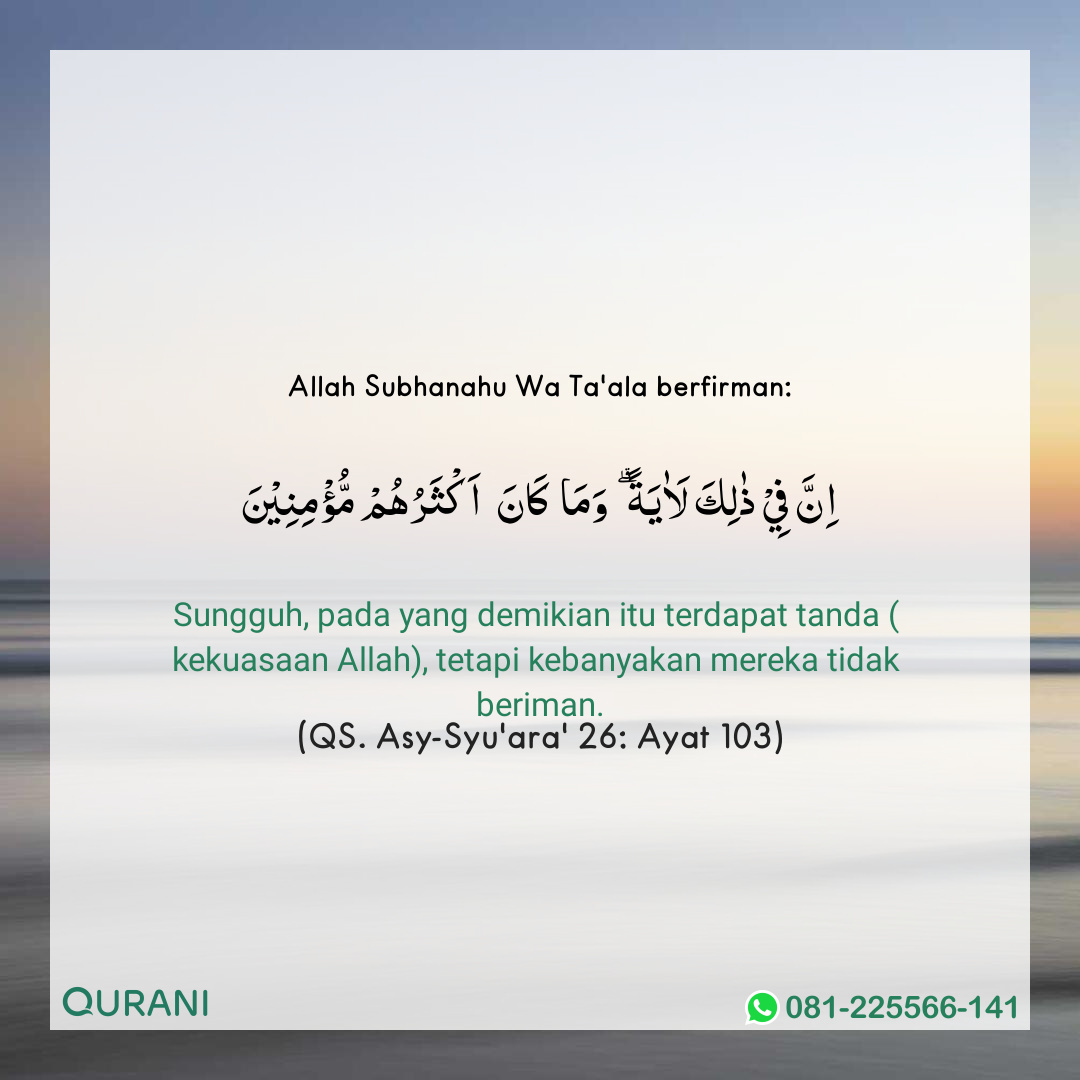 Allah Subhanahu Wa Ta'ala berfirman:
اِنَّ فِيْ ذٰلِكَ لَاٰيَةً ۗ وَمَا كَانَ اَكْثَرُهُمْ مُّؤْمِنِيْنَ
Sungguh, pada yang demikian itu terdapat tanda (
kekuasaan Allah), tetapi kebanyakan mereka tidak
beriman.
(QS. Asy-Syu'ara' 26: Ayat 103)
QURANI
081-225566-141